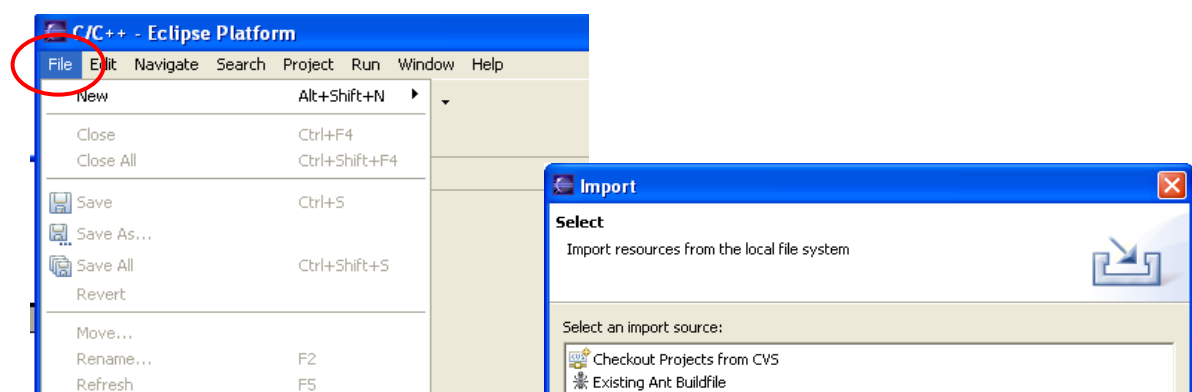 C/C++ - Eclipse Platform
File Edit Navigate Search Project Run Window Help
New Alt+Shift+N
Close Ctrl+F4
Close All Ctrl+Shift+F4
Save Ctrl+S
Save As...
Save All Ctrl+Shift+S
Revert
Move...
Rename... F2
Refresh F5
Import
Select
Import resources from the local file system
Select an import source:
CVS Checkout Projects from CVS
Existing Ant Buildfile